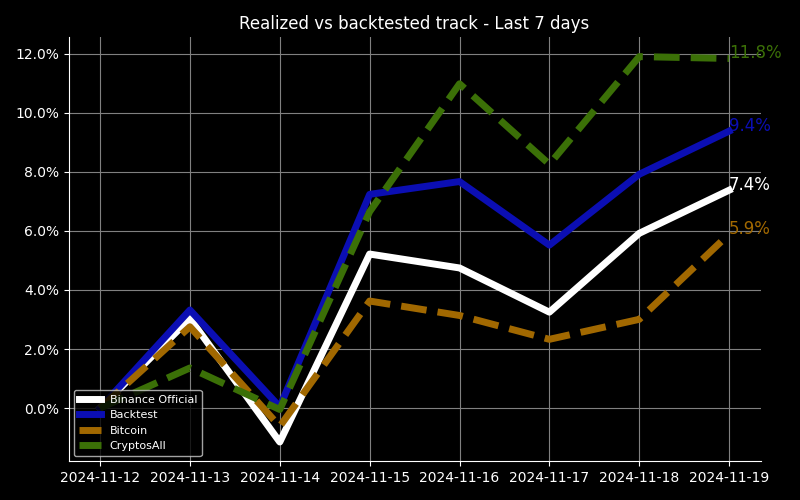 Realized vs backtested track - Last 7 days
12.0%
10.0%
8.0%
6.0%
4.0%
2.0%
0.0%
11.8%
9.4%
7.4%
5.9%
Binance Official
Backtest
Bitcoin
CryptosAll
2024-11-12 2024-11-13 2024-11-14 2024-11-15 2024-11-16 2024-11-17 2024-11-18 2024-11-19